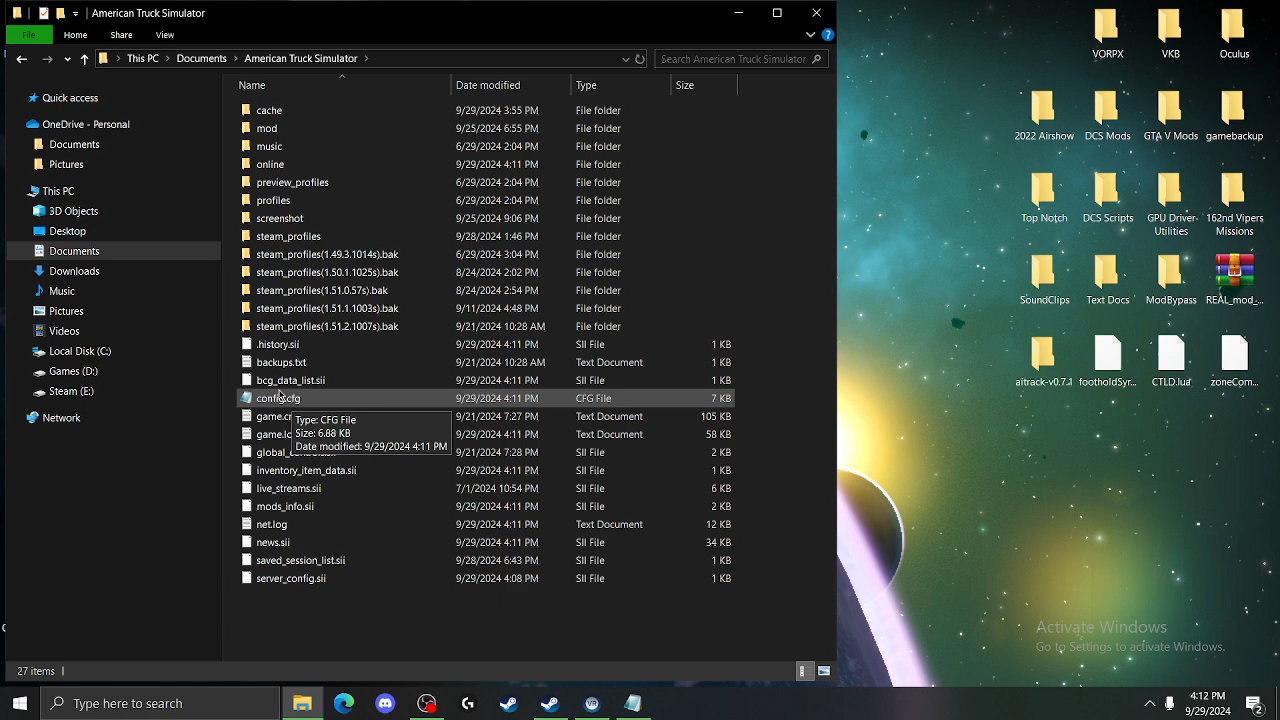 American Truck Simulator
File Home Share View
This PC Documents American Truck Simulator
Search American Truck Simulator
Name Date modified Type Size
Quick access
OneDrive - Personal
Documents
Pictures
This PC
3D Objects
Desktop
Documents
Downloads
Music
Pictures
Videos
Local Disk (C:)
Games (D:)
Steam (E:)
Network
cache 9/29/2024 3:55 PM File folder
mod 9/25/2024 6:55 PM File folder
music 6/29/2024 2:04 PM File folder
online 9/29/2024 4:11 PM File folder
preview_profiles 6/29/2024 2:04 PM File folder
profiles 6/29/2024 2:04 PM File folder
screenshot 9/25/2024 9:06 PM File folder
steam_profiles 9/28/2024 1:46 PM File folder
steam_profiles(1.49.3.1014s).bak 6/29/2024 3:04 PM File folder
steam_profiles(1.50.1.1025s).bak 8/24/2024 2:02 PM File folder
steam_profiles(1.51.0.57s).bak 8/24/2024 2:54 PM File folder
steam_profiles(1.51.1.1003s).bak 9/11/2024 4:48 PM File folder
steam_profiles(1.51.2.1007s).bak 9/21/2024 10:28 AM File folder
.history.sii 9/29/2024 4:11 PM SII File 1 KB
backups.txt 9/21/2024 10:28 AM Text Document 1 KB
bcg_data_list.sii 9/29/2024 4:11 PM SII File 1 KB
config.cfg 9/29/2024 4:11 PM CFG File 7 KB
game.cr 9/21/2024 7:27 PM Text Document 105 KB
game.lo 9/29/2024 4:11 PM Text Document 58 KB
global_ 9/21/2024 7:28 PM SII File 2 KB
inventory_item_data.sii 9/29/2024 4:11 PM SII File 1 KB
live_streams.sii 7/1/2024 10:54 PM SII File 6 KB
mods_info.sii 9/29/2024 4:11 PM SII File 2 KB
net.log 9/29/2024 4:11 PM Text Document 12 KB
news.sii 9/29/2024 4:11 PM SII File 34 KB
saved_session_list.sii 9/28/2024 6:43 PM SII File 1 KB
server_config.sii 9/29/2024 4:08 PM SII File 1 KB
Type: CFG File
Size: 6.88 KB
Date modified: 9/29/2024 4:11 PM
27 items
VORPX VKB Oculus
2022 Airshow DCS Mods GTA V Mods gamebackup
Top Notch DCS Scripts GPU Driver- Utilities 162nd Vipers Missions
SoundClips Text Docs ModBypass REAL_mod_...
aitrack-v0.7.1 footholdSyr... CTLD.lua zoneCom...
Activate Windows
Go to Settings to activate Windows.
Type here to search
4:12 PM
9/29/2024
2